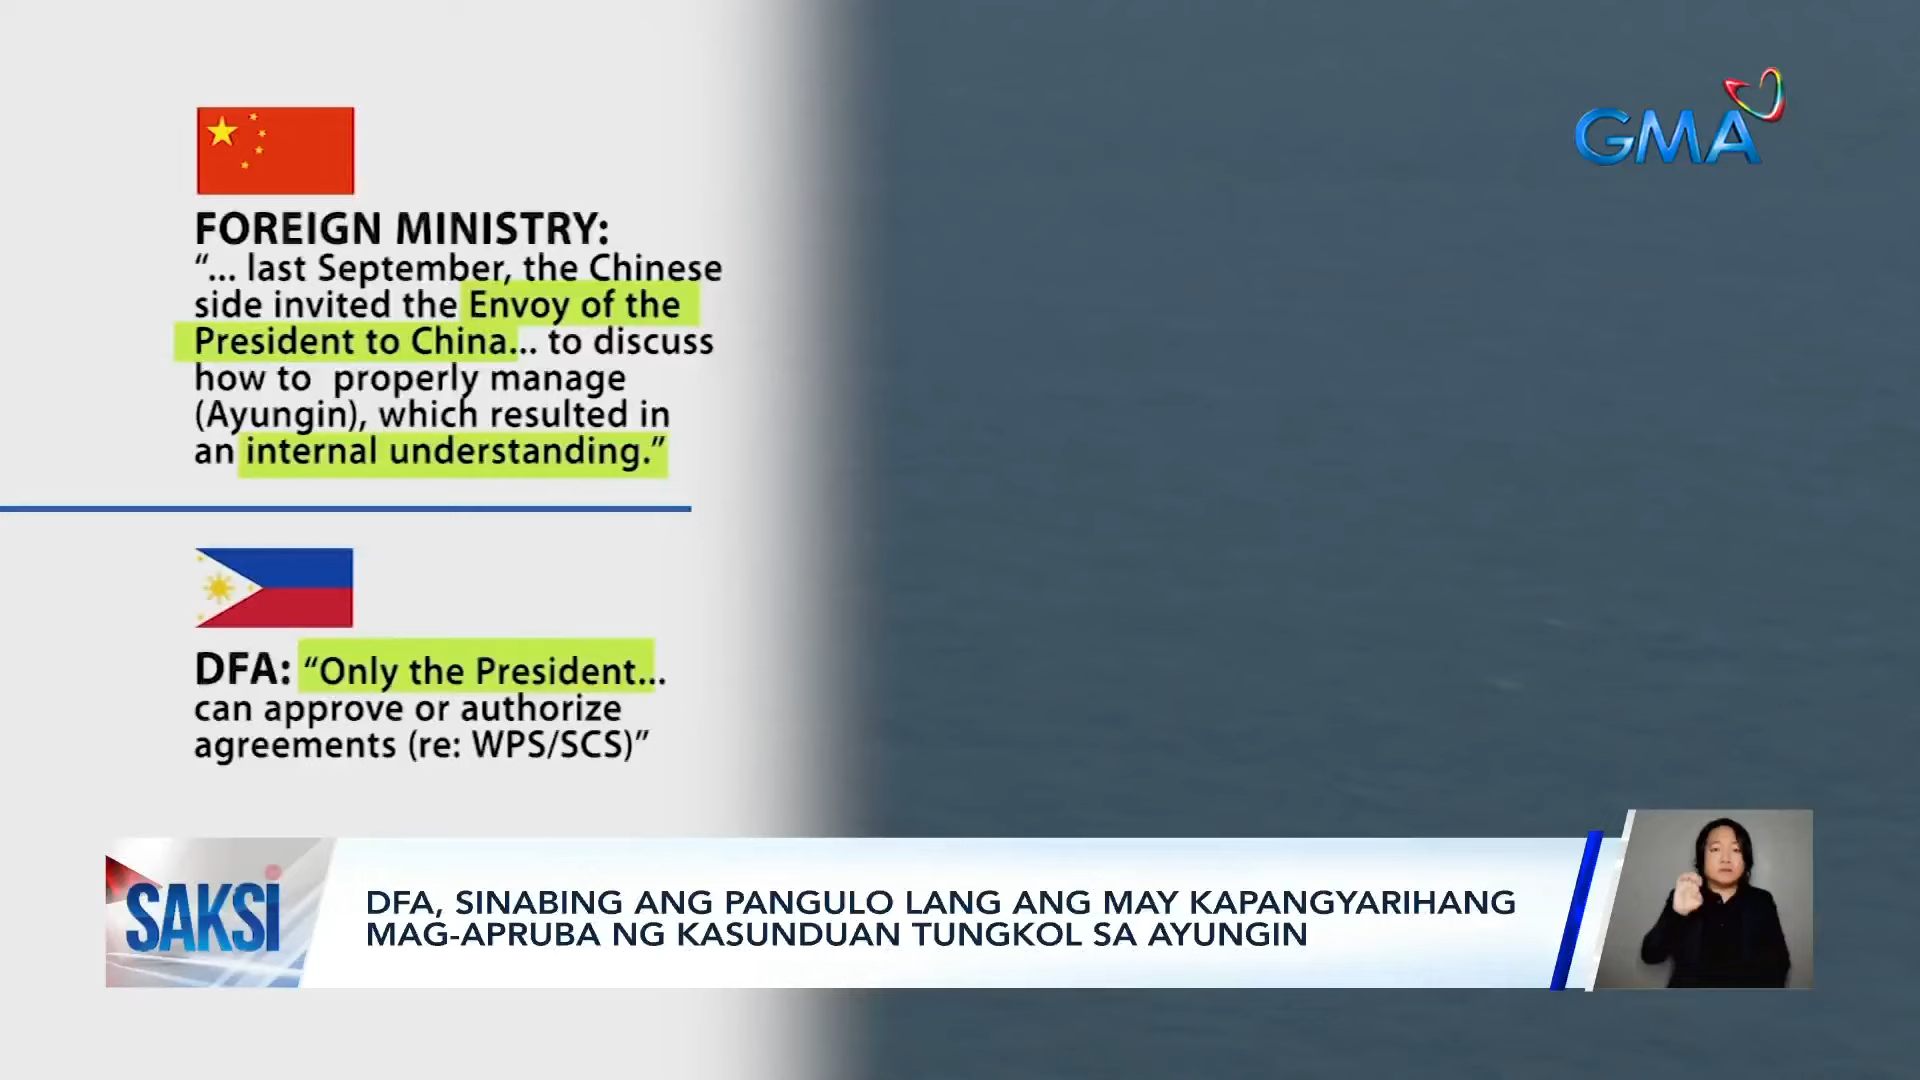 GMA
FOREIGN MINISTRY:
“... last September, the Chinese
side invited the Envoy of the
President to China... to discuss
how to properly manage
(Ayungin), which resulted in
an internal understanding.”
DFA: “Only the President...
can approve or authorize
agreements (re: WPS/SCS)”
SAKSI
DFA, SINABING ANG PANGULO LANG ANG MAY KAPANGYARIHANG
MAG-APRUBA NG KASUNDUAN TUNGKOL SA AYUNGIN